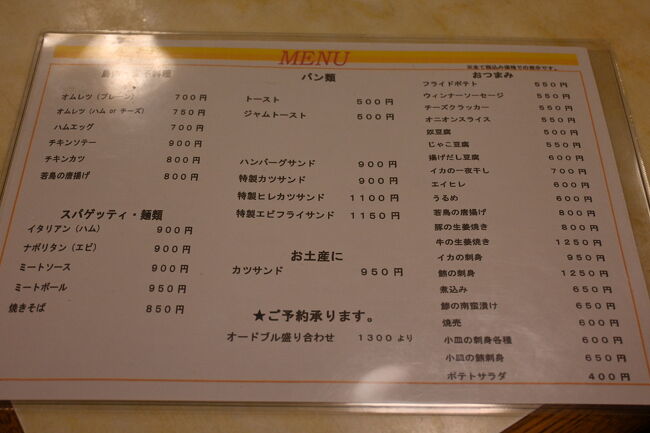 MENU
料理
オムレツ (プレーン) 700円
オムレツ (ハム or チーズ) 750円
ハムエッグ 700円
チキンソテー 900円
チキンカツ 800円
若鳥の唐揚げ 800円
スパゲッティ・麺類
イタリアン (ハム) 900円
ナポリタン (エビ) 900円
ミートソース 900円
ミートボール 950円
焼きそば 850円
パン類
トースト 500円
ジャムトースト 600円
ハンバーグサンド 900円
特製カツサンド 900円
特製ヒレカツサンド 1100円
特製エビフライサンド 1150円
お土産に
カツサンド 950円
★ご予約承ります。
オードブル盛り合わせ 1300より
おつまみ
フライドポテト 550円
ウィンナーソーセージ 550円
チーズクラッカー 550円
オニオンスライス 550円
奴豆腐 500円
じゃこ豆腐 550円
揚げだし豆腐 600円
イカの一夜干し 700円
エイヒレ 600円
うるめ 600円
若鳥の唐揚げ 800円
豚の生姜焼き 800円
牛の生姜焼き 1250円
イカの刺身 950円
鮪の刺身 1250円
煮込み 650円
鯵の南蛮漬け 650円
焼売 600円
小皿の刺身各種 600円
小皿の鮪刺身 650円
ポテトサラダ 400円